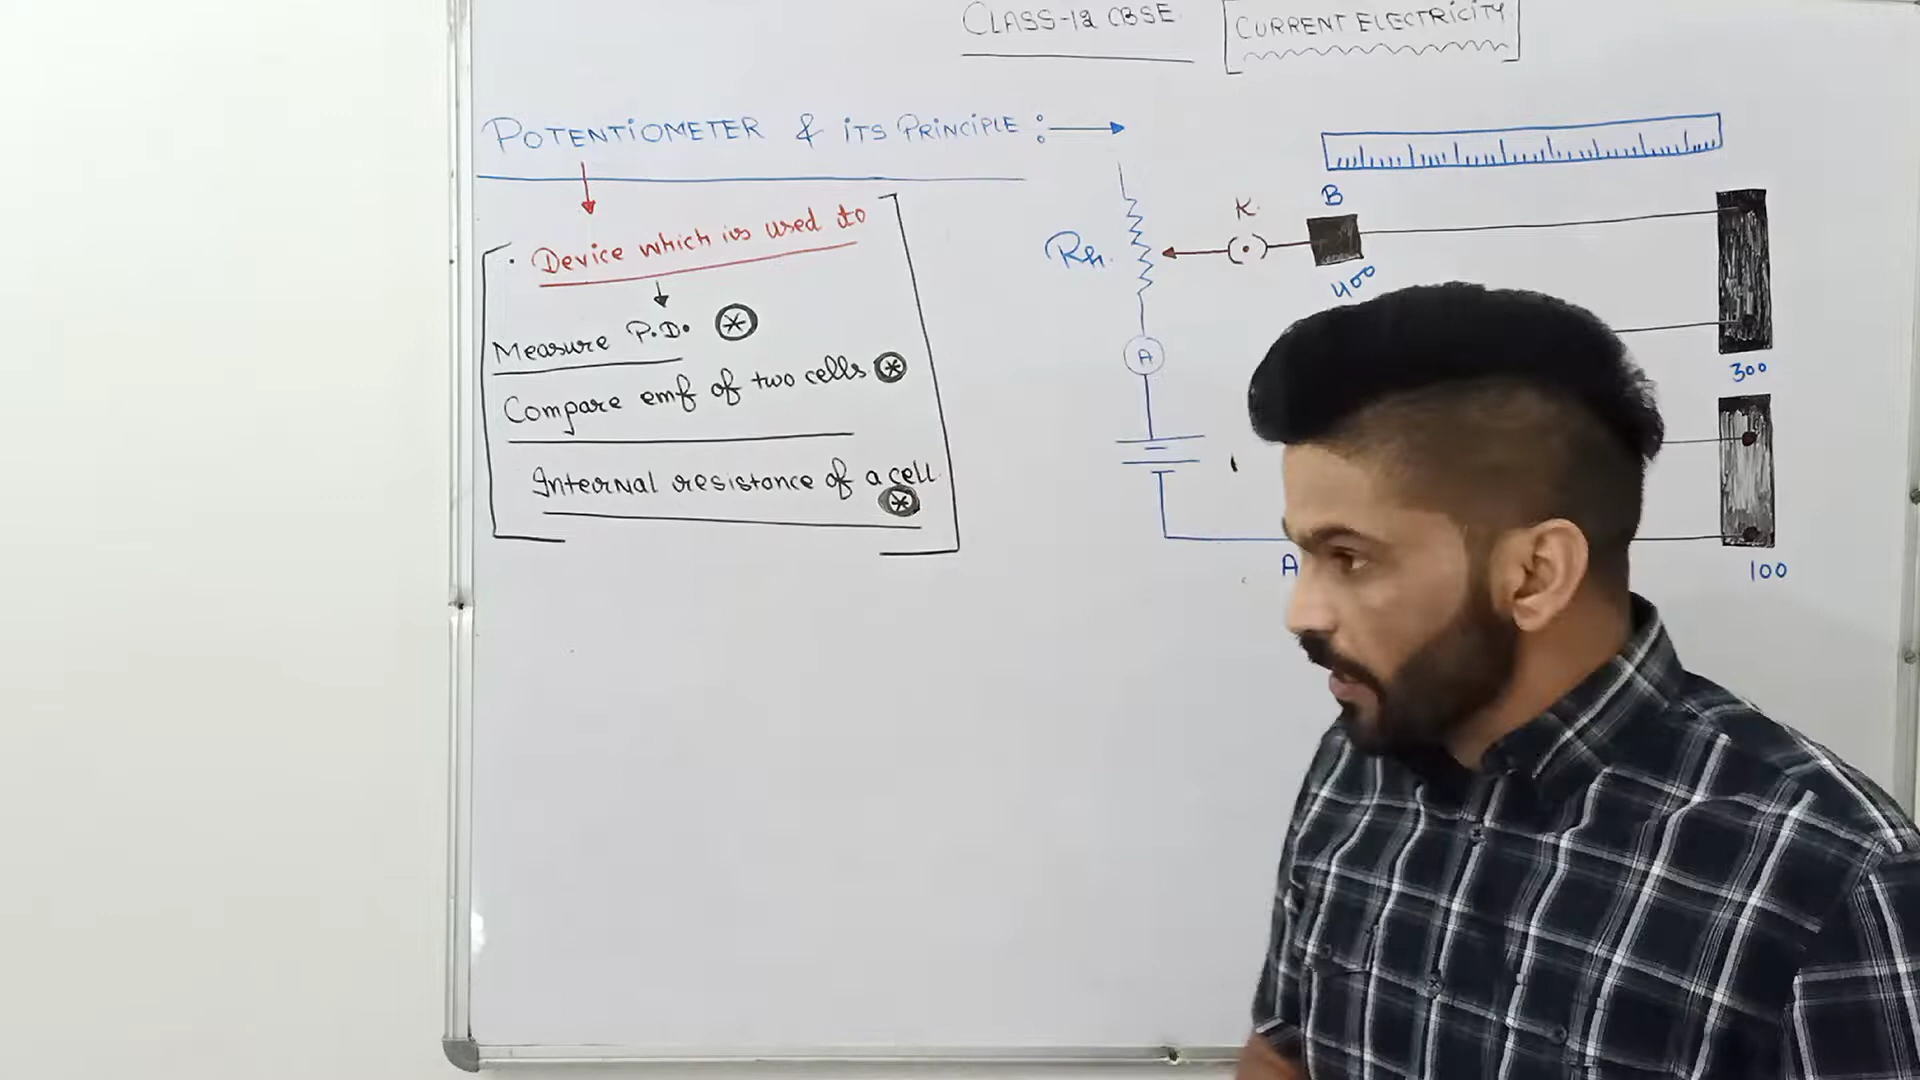 CLASS-12 CBSE
CURRENT ELECTRICITY
POTENTIOMETER & ITS PRINCIPLE :
Device which is used to
Measure P.D.
Compare emf of two cells
Internal resistance of a cell
Rh.
K.
B
400
A
300
A
100